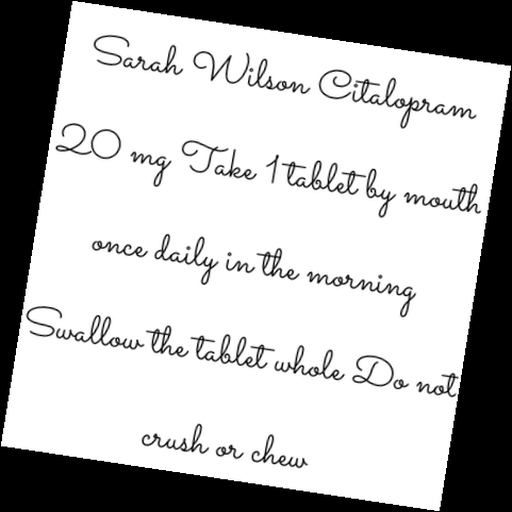 Sarah Wilson Citalopram
20 mg Take 1 tablet by mouth
once daily in the morning
Swallow the tablet whole Do not
crush or chew